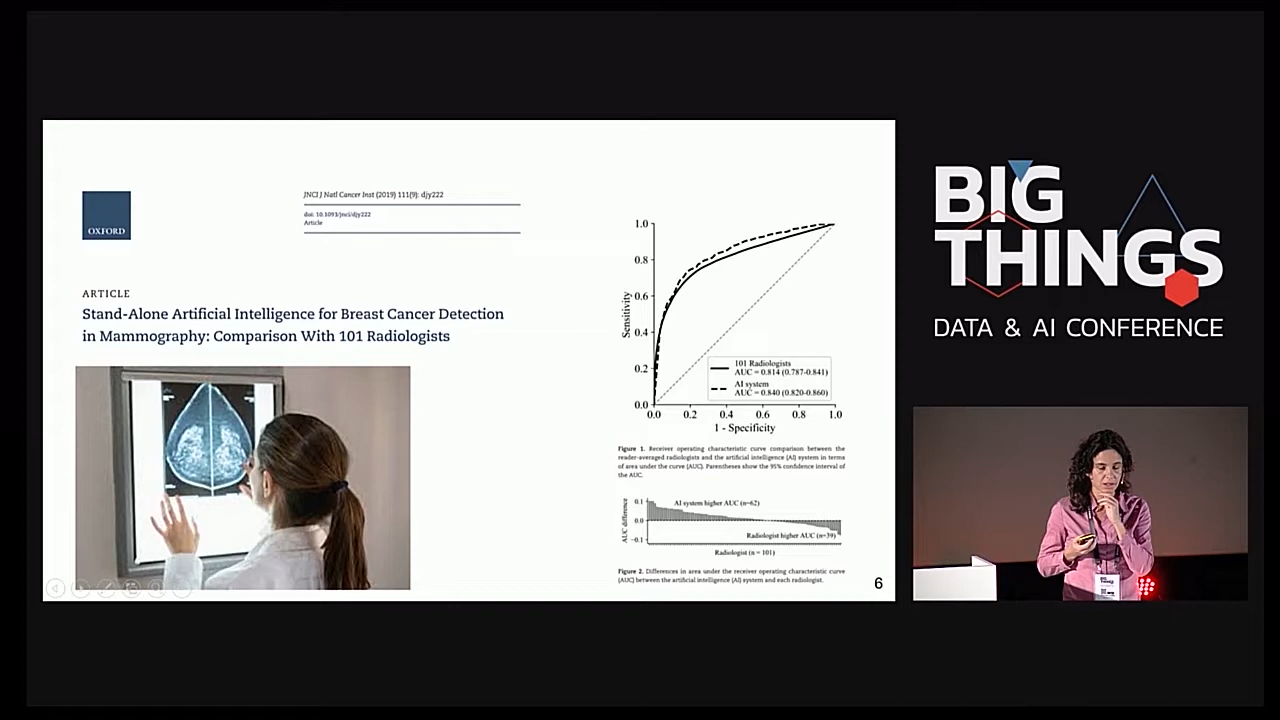 OXFORD
JNCI J Natl Cancer Inst (2019) 111(9): djy222
doi: 10.1093/jnci/djy222
Article
ARTICLE
Stand-Alone Artificial Intelligence for Breast Cancer Detection
in Mammography: Comparison With 101 Radiologists
1.0
0.8
0.6
0.4
0.2
0.0
Sensitivity
101 Radiologists
AUC = 0.814 (0.787-0.841)
AI system
AUC = 0.840 (0.820-0.860)
0.0 0.2 0.4 0.6 0.8 1.0
1 - Specificity
Figure 1. Receiver operating characteristic curve comparison between the
reader-averaged radiologists and the artificial intelligence (AI) system in terms
of area under the curve (AUC). Parentheses show the 95% confidence interval of
the AUC.
AUC difference
0.1
0.0
−0.1
AI system higher AUC (n=62)
Radiologist higher AUC (n=39)
Radiologist (n = 101)
Figure 2. Differences in area under the receiver operating characteristic curve
(AUC) between the artificial intelligence (AI) system and each radiologist.
6
BIG
THINGS
DATA & AI CONFERENCE
BIG
THINGS